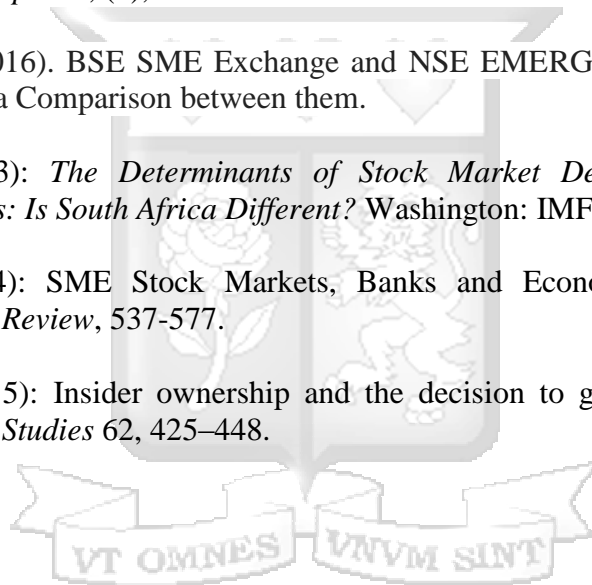 016). BSE SME Exchange and NSE EMERG
a Comparison between them.
3): The Determinants of Stock Market De
s: Is South Africa Different? Washington: IMF
4): SME Stock Markets, Banks and Econo
Review, 537-577.
5): Insider ownership and the decision to g
Studies 62, 425–448.
VT OMNES VNVM SINT